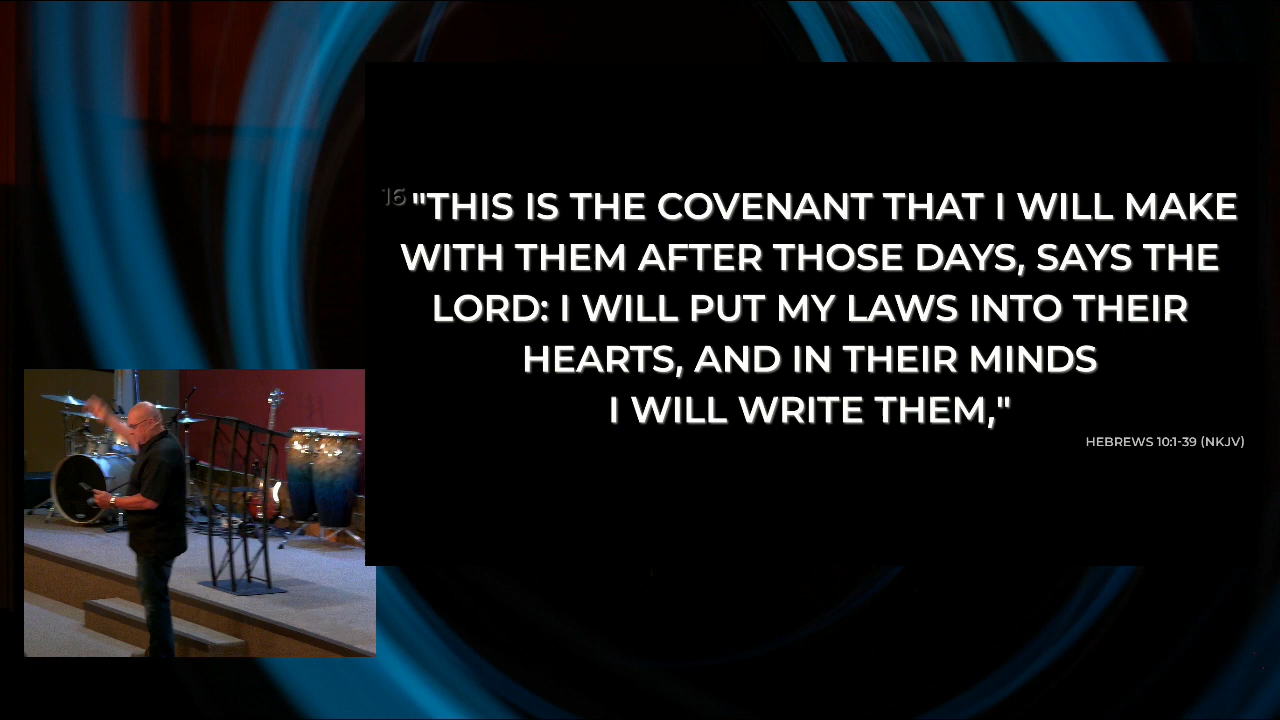 16 "THIS IS THE COVENANT THAT I WILL MAKE
WITH THEM AFTER THOSE DAYS, SAYS THE
LORD: I WILL PUT MY LAWS INTO THEIR
HEARTS, AND IN THEIR MINDS
I WILL WRITE THEM,"
HEBREWS 10:1-39 (NKJV)